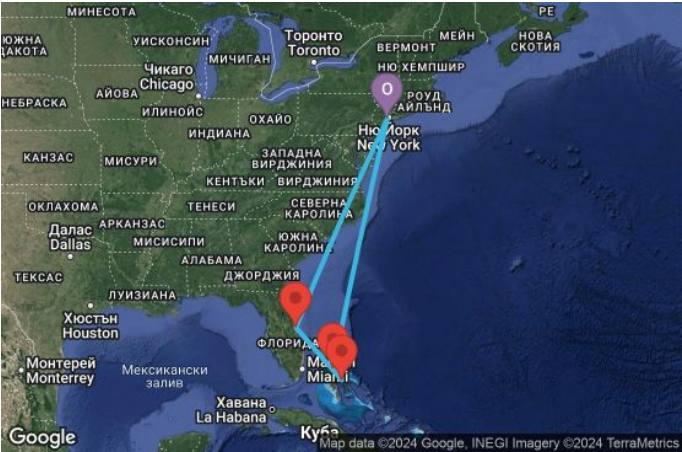 МИНЕСОТА
РЕ
ЮЖНА
ДАКОТА
УИСКОНСИН
МИЧИГАН
Торонто
Toronto
ВЕРМОНТ
МЕЙН
НОВА
СКОТИЯ
НЮ ХЕМПШИР
Чикаго
Chicago
НЕБРАСКА
АЙОВА
O
РОУД
АЙЛЪНД
ИЛИНОЙС
ОХАЙО
ИНДИАНА
Ню Йорк
New York
КАНЗАС
МИСУРИ
ЗАПАДНА
ВИРДЖИНИЯ
КЕНТЪКИ
ВИРДЖИНИЯ
ОКЛАХОМА
ТЕНЕСИ
СЕВЕРНА
КАРОЛИНА
АРКАНЗАС
Далас
Dallas
МИСИСИПИ
ЮЖНА
КАРОЛИНА
АЛАБАМА
ТЕКСАС
ДЖОРДЖИЯ
ЛУИЗИАНА
Хюстън
Houston
ФЛОРИДА
Монтерей
Monterrey
Мексикански
залив
Miami
Хавана
La Habana
Куба
Google
Map data ©2024 Google, INEGI Imagery ©2024 TerraMetrics